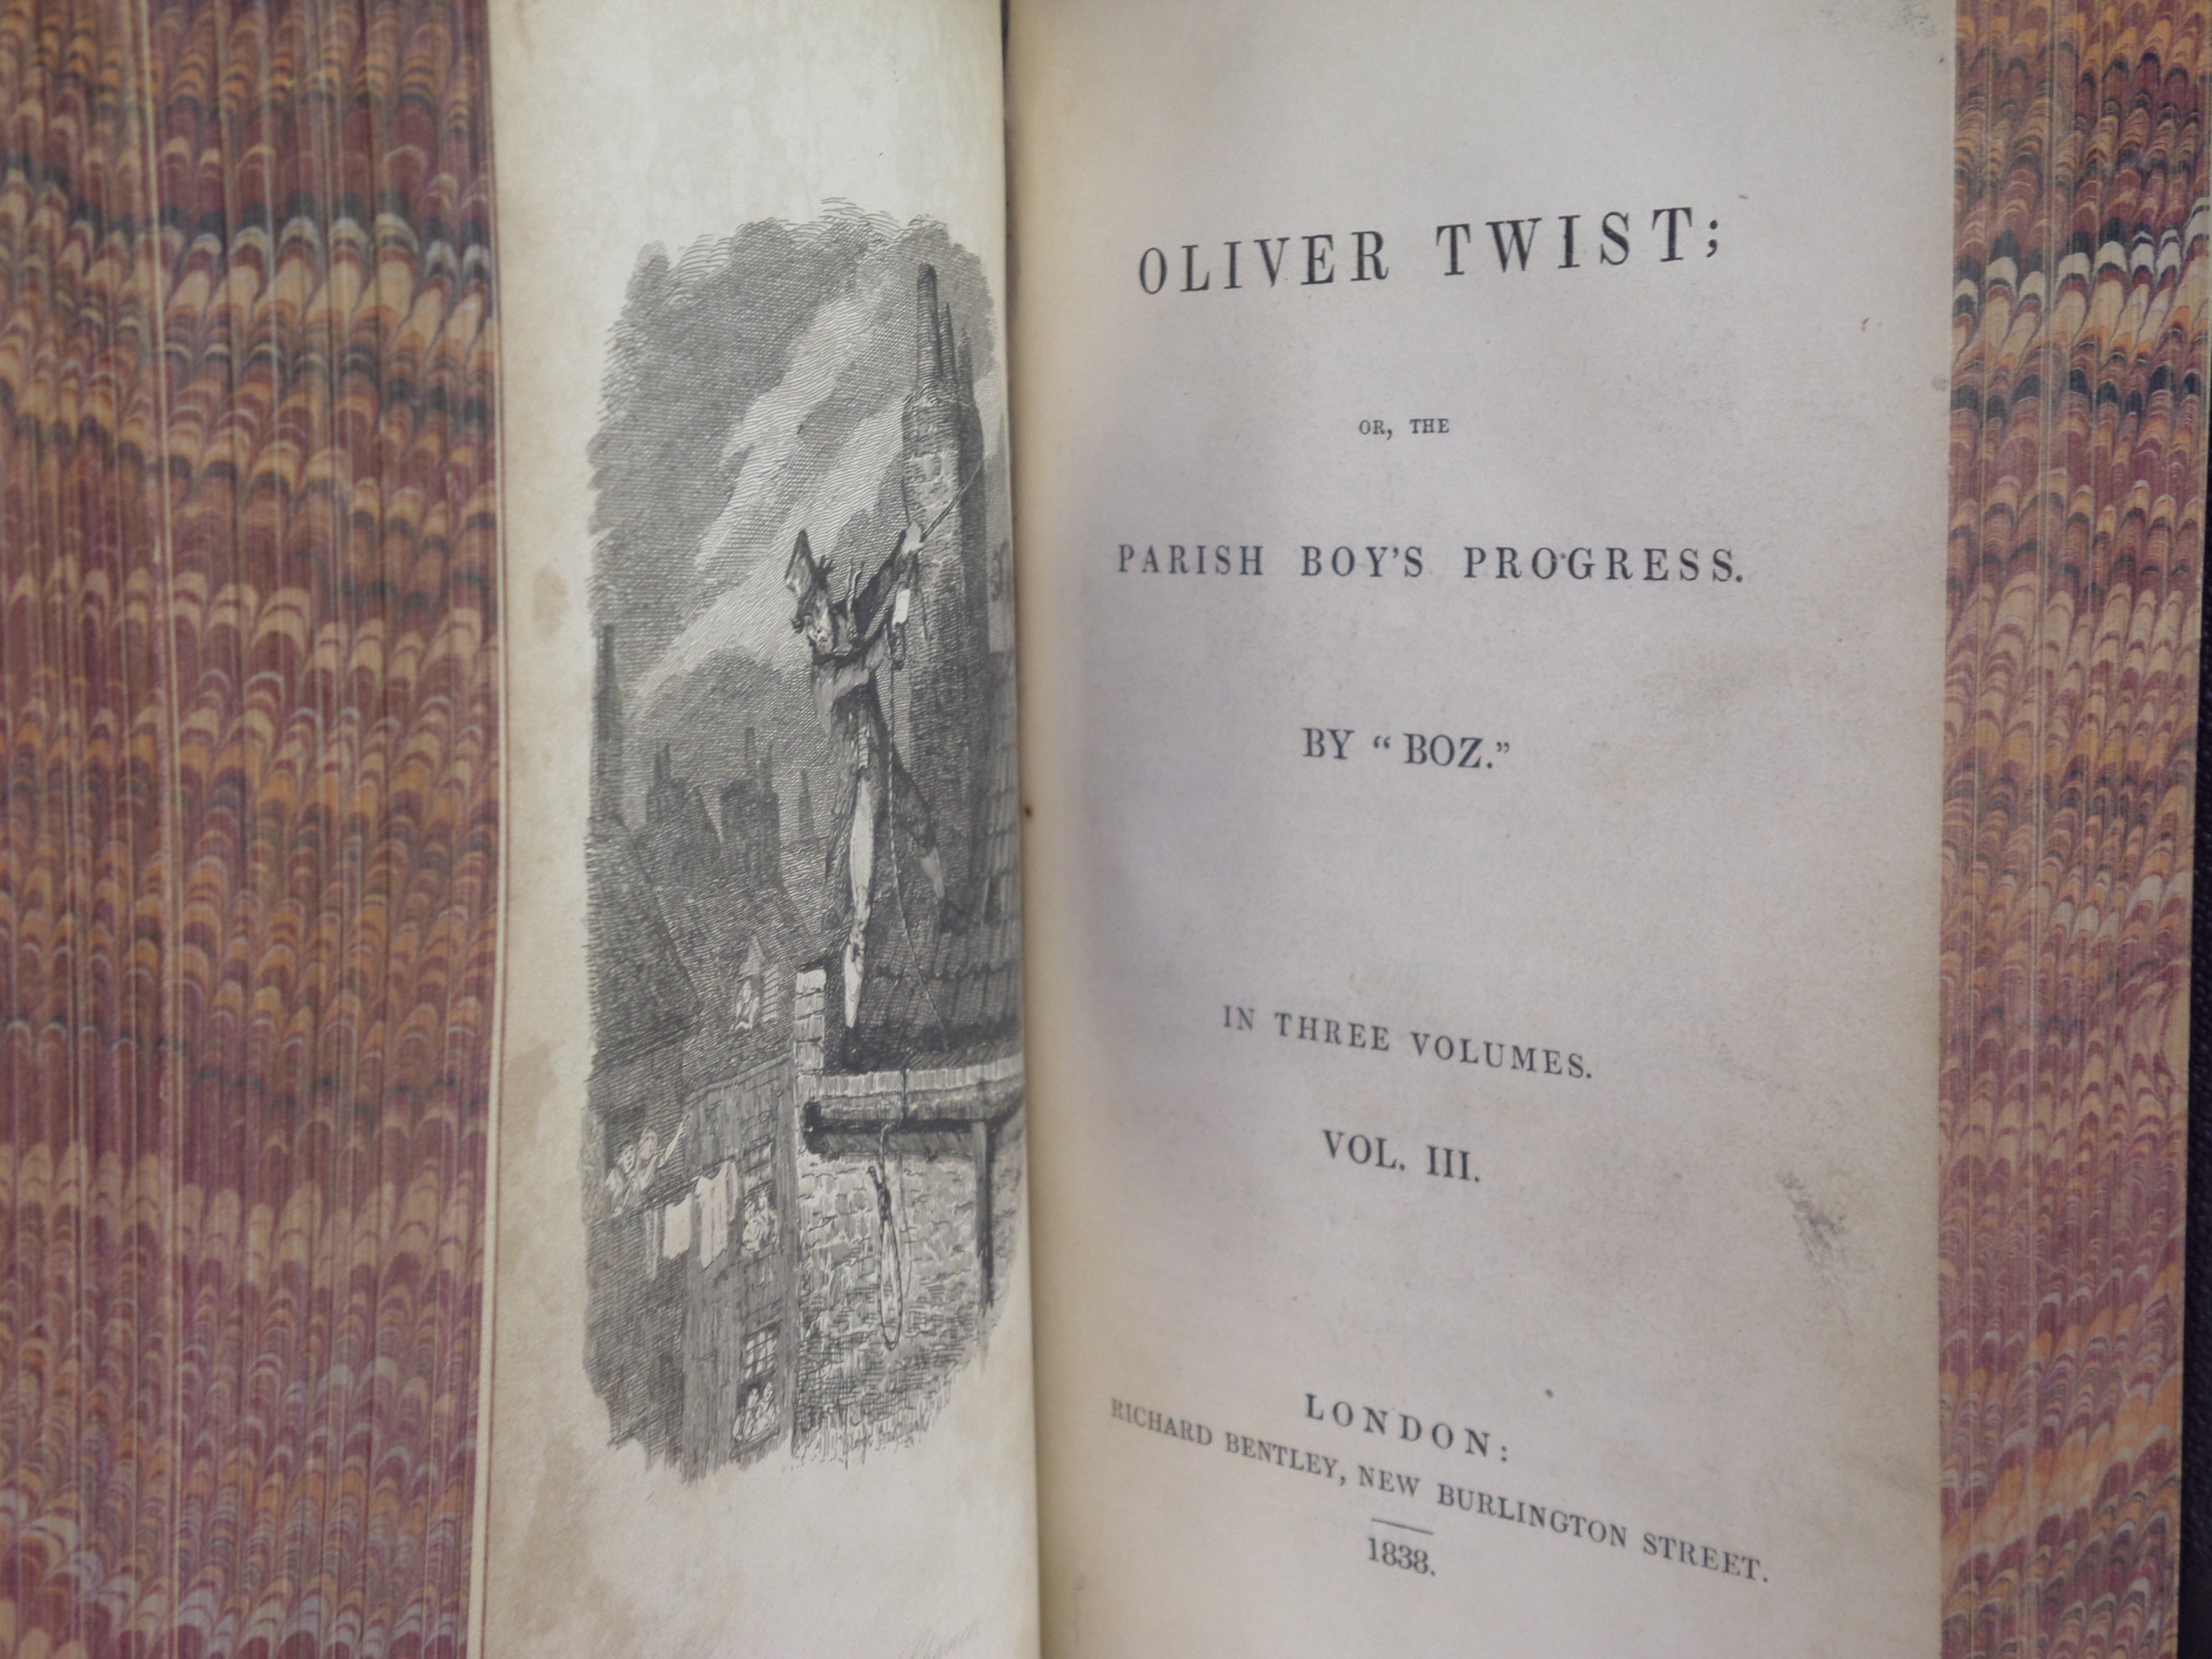 OLIVER TWIST;
OR, THE
PARISH BOY'S PROGRESS.
BY "BOZ."
IN THREE VOLUMES.
VOL. III.
LONDON:
RICHARD BENTLEY, NEW BURLINGTON STREET.
1838.